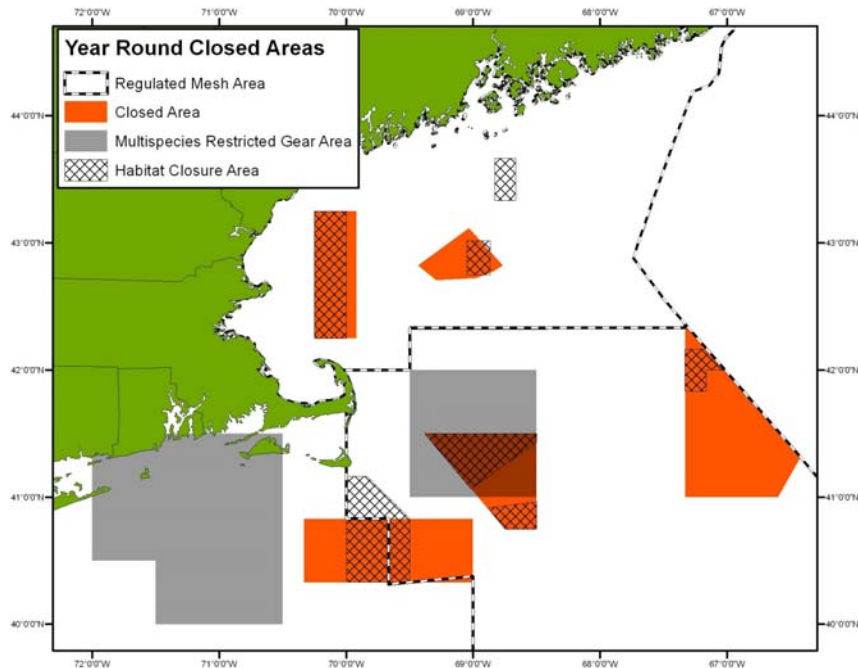 72°0'0"W 71°0'0"W 70°0'0"W 69°0'0"W 68°0'0"W 67°0'0"W
Year Round Closed Areas
Regulated Mesh Area
Closed Area
Multispecies Restricted Gear Area
Habitat Closure Area
44°0'0"N 44°0'0"N
43°0'0"N 43°0'0"N
42°0'0"N 42°0'0"N
41°0'0"N 41°0'0"N
40°0'0"N 40°0'0"N
72°0'0"W 71°0'0"W 70°0'0"W 69°0'0"W 68°0'0"W 67°0'0"W